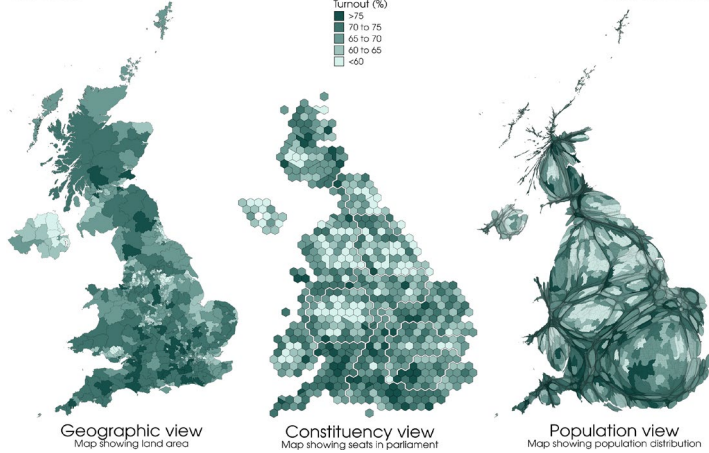 Turnout (%)
>75
70 to 75
65 to 70
60 to 65
<60
Geographic view
Map showing land area
Constituency view
Map showing seats in parliament
Population view
Map showing population distribution